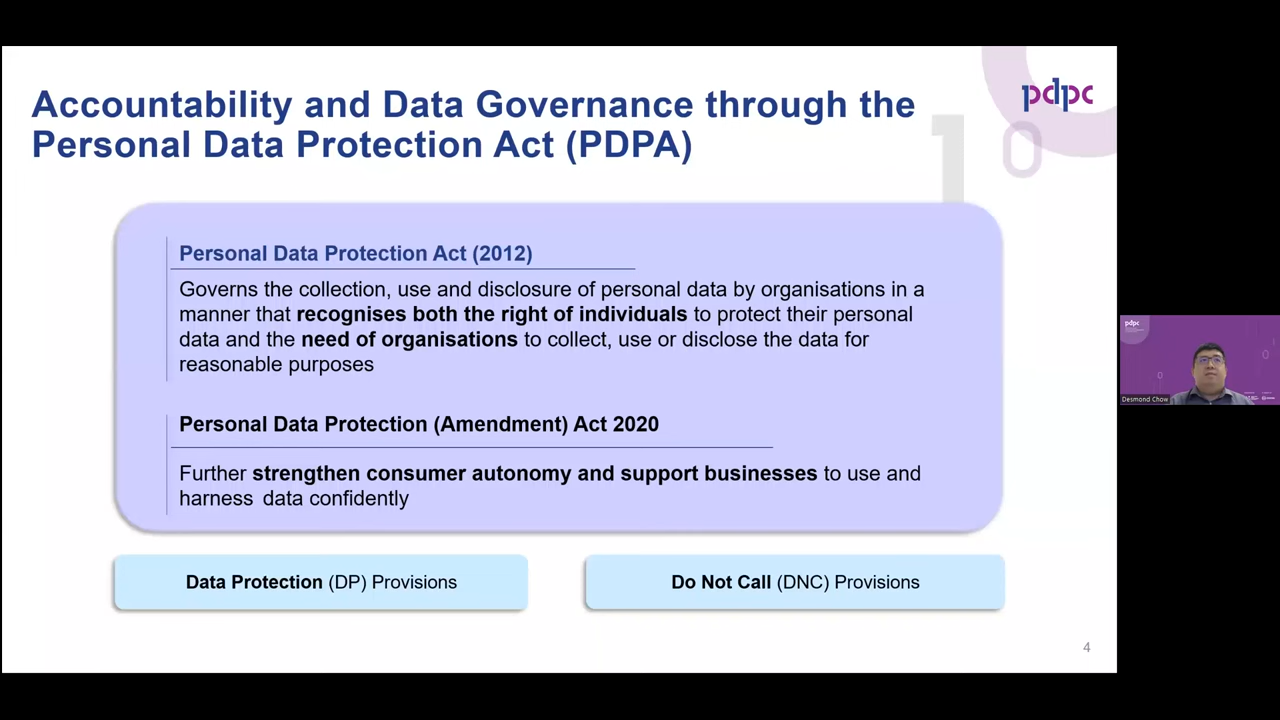 Accountability and Data Governance through the
Personal Data Protection Act (PDPA)
pdpc
Personal Data Protection Act (2012)
Governs the collection, use and disclosure of personal data by organisations in a
manner that recognises both the right of individuals to protect their personal
data and the need of organisations to collect, use or disclose the data for
reasonable purposes
Personal Data Protection (Amendment) Act 2020
Further strengthen consumer autonomy and support businesses to use and
harness data confidently
Data Protection (DP) Provisions
Do Not Call (DNC) Provisions
4
pdpc
Desmond Chow